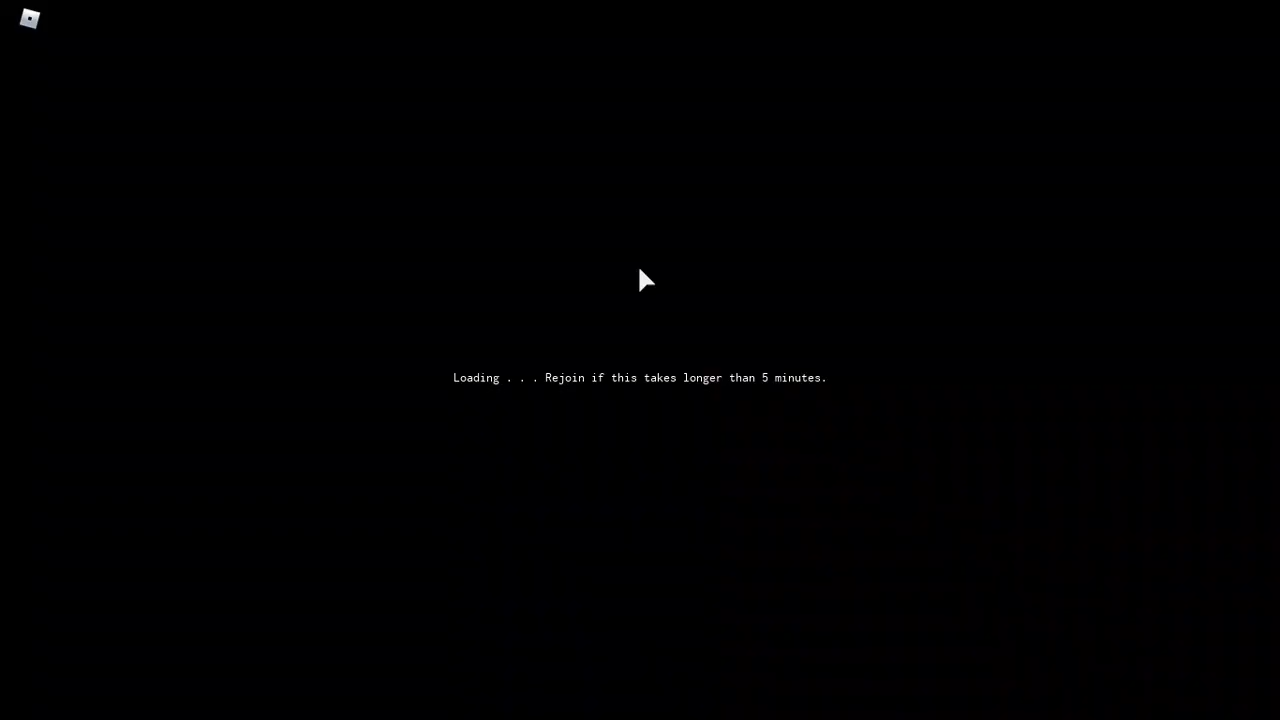 Loading . . . Rejoin if this takes longer than 5 minutes.